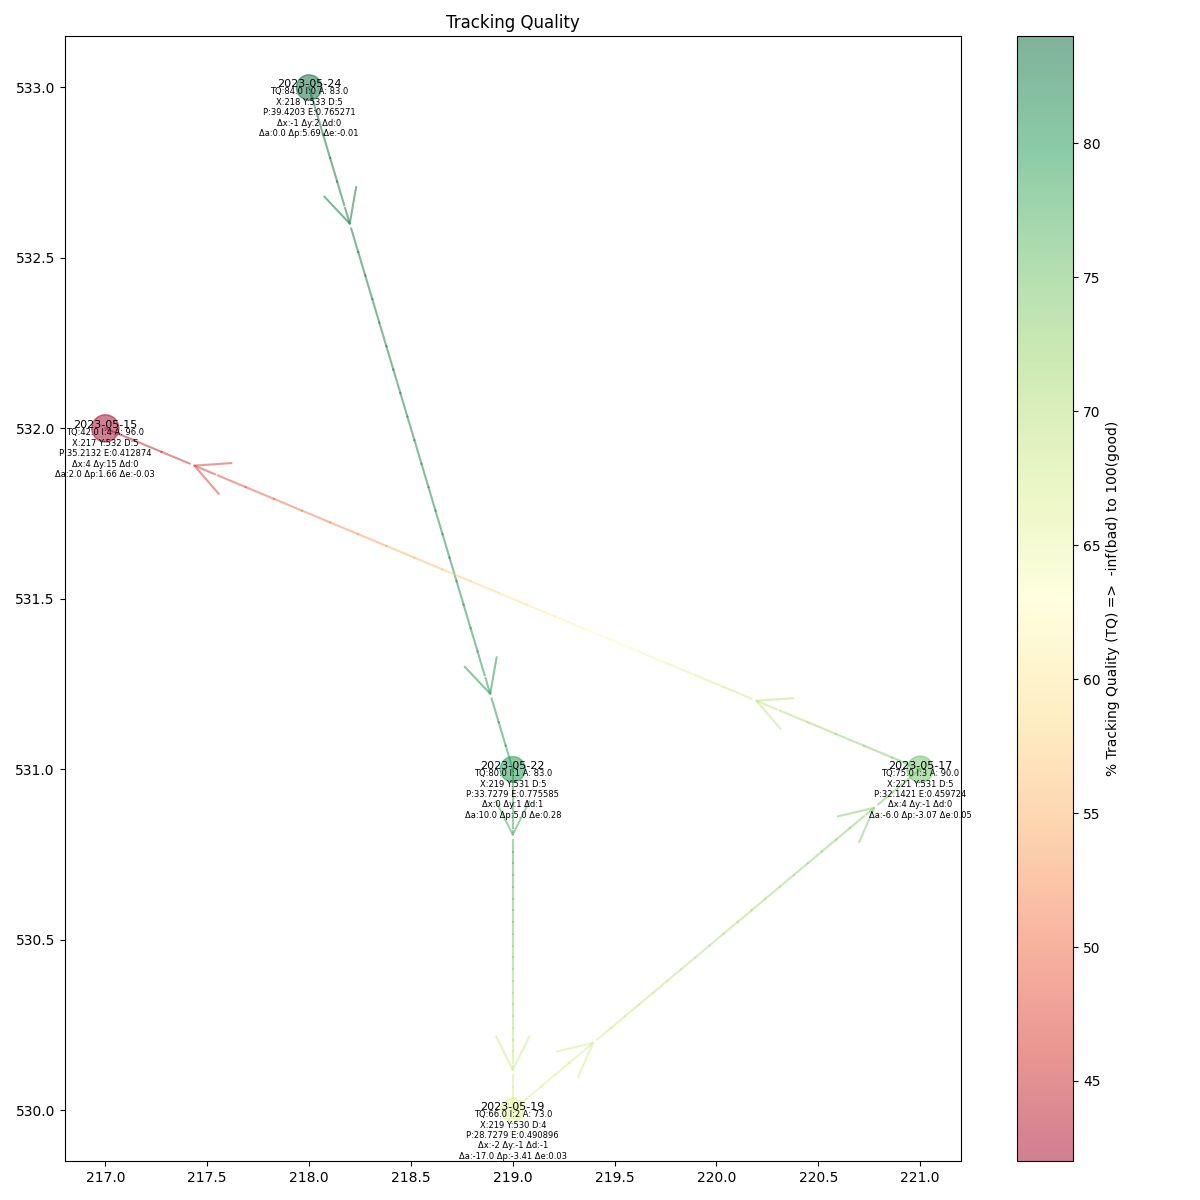 Tracking Quality
533.0
532.5
532.0
531.5
531.0
530.5
530.0
217.0 217.5 218.0 218.5 219.0 219.5 220.0 220.5 221.0
2023-05-24
TQ:84.0 I:0 A: 83.0
X:218 Y:533 D:5
P:39.4203 E:0.765271
Δx:-1 Δy:2 Δd:0
Δa:0.0 Δp:5.69 Δe:-0.01
2023-05-15
TQ:42.0 I:4 A: 96.0
X:217 Y:532 D:5
P:35.2132 E:0.412874
Δx:4 Δy:15 Δd:0
Δa:2.0 Δp:1.66 Δe:-0.03
2023-05-22
TQ:80.0 I:1 A: 83.0
X:219 Y:531 D:5
P:33.7279 E:0.775585
Δx:0 Δy:1 Δd:1
Δa:10.0 Δp:5.0 Δe:0.28
2023-05-17
TQ:75.0 I:3 A: 90.0
X:221 Y:531 D:5
P:32.1421 E:0.459724
Δx:4 Δy:-1 Δd:0
Δa:-6.0 Δp:-3.07 Δe:0.05
2023-05-19
TQ:66.0 I:2 A: 73.0
X:219 Y:530 D:4
P:28.7279 E:0.490896
Δx:-2 Δy:-1 Δd:-1
Δa:-17.0 Δp:-3.41 Δe:0.03
80
75
70
65
60
55
50
45
% Tracking Quality (TQ) =>  -inf(bad) to 100(good)